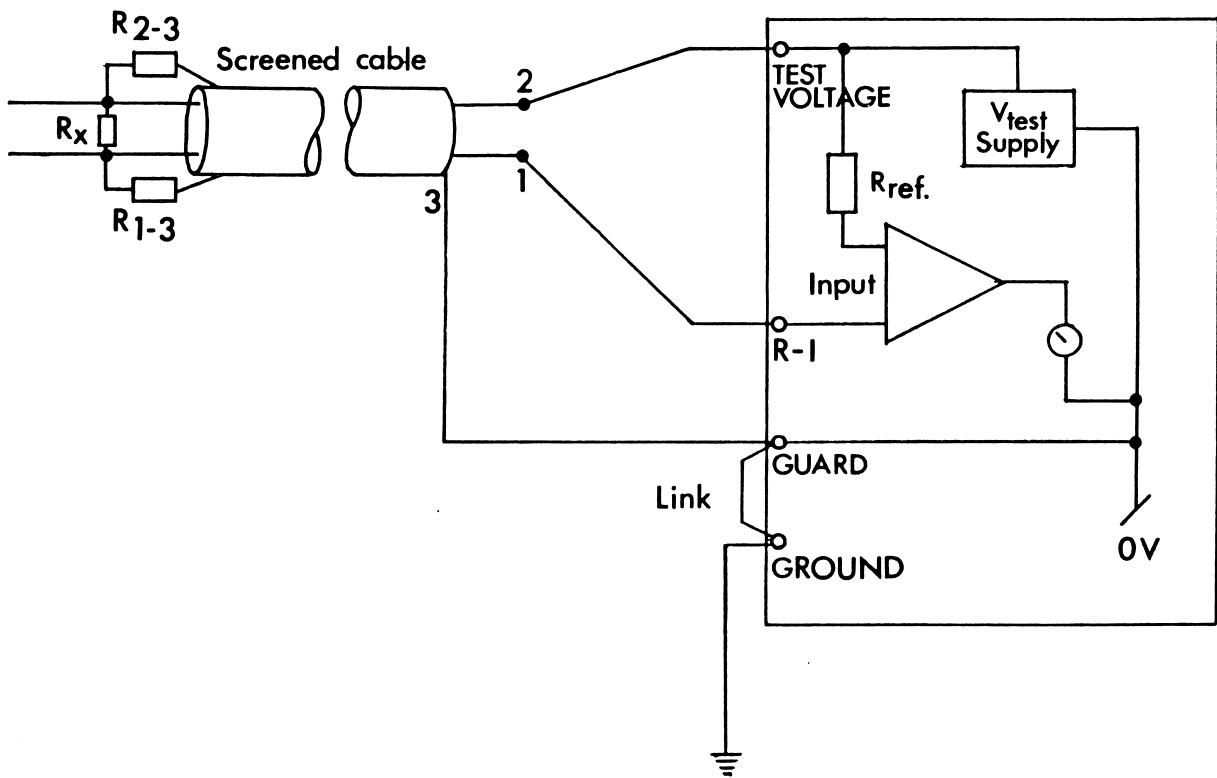 R2-3
Screened cable
Rx
R1-3
2
1
3
TEST
VOLTAGE
Vtest
Supply
Rref.
Input
R-1
GUARD
Link
GROUND
0V